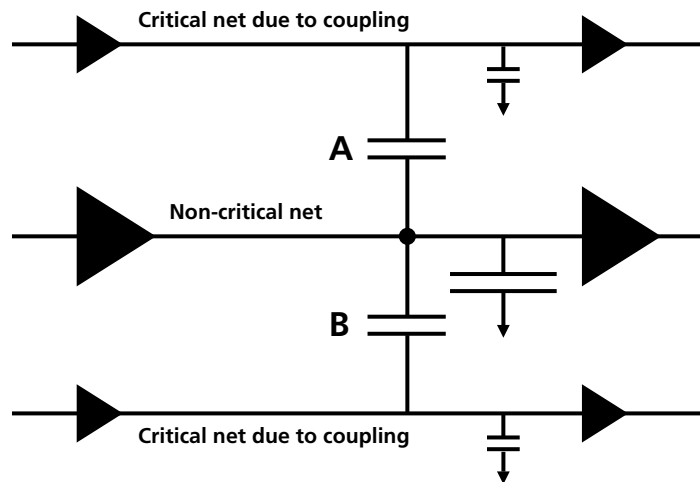 Critical net due to coupling
A
Non-critical net
B
Critical net due to coupling